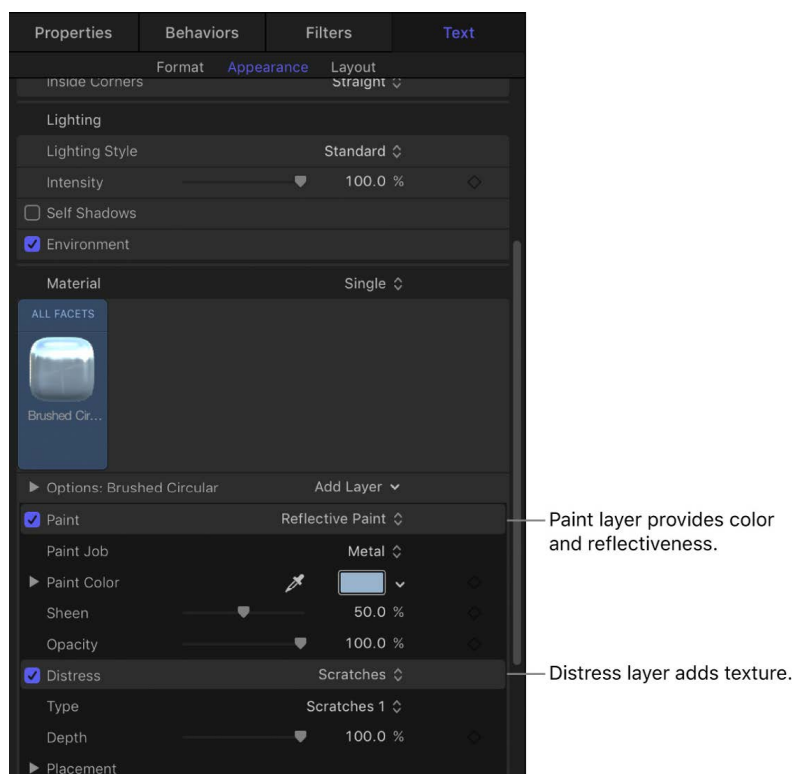 Properties Behaviors Filters Text
Format Appearance Layout
Inside Corners Straight
Lighting
Lighting Style Standard
Intensity 100.0 %
Self Shadows
Environment
Material Single
ALL FACETS
Brushed Cir...
Options: Brushed Circular Add Layer
Paint Reflective Paint
Paint layer provides color
and reflectiveness.
Paint Job Metal
Paint Color
Sheen 50.0 %
Opacity 100.0 %
Distress Scratches
Distress layer adds texture.
Type Scratches 1
Depth 100.0 %
Placement